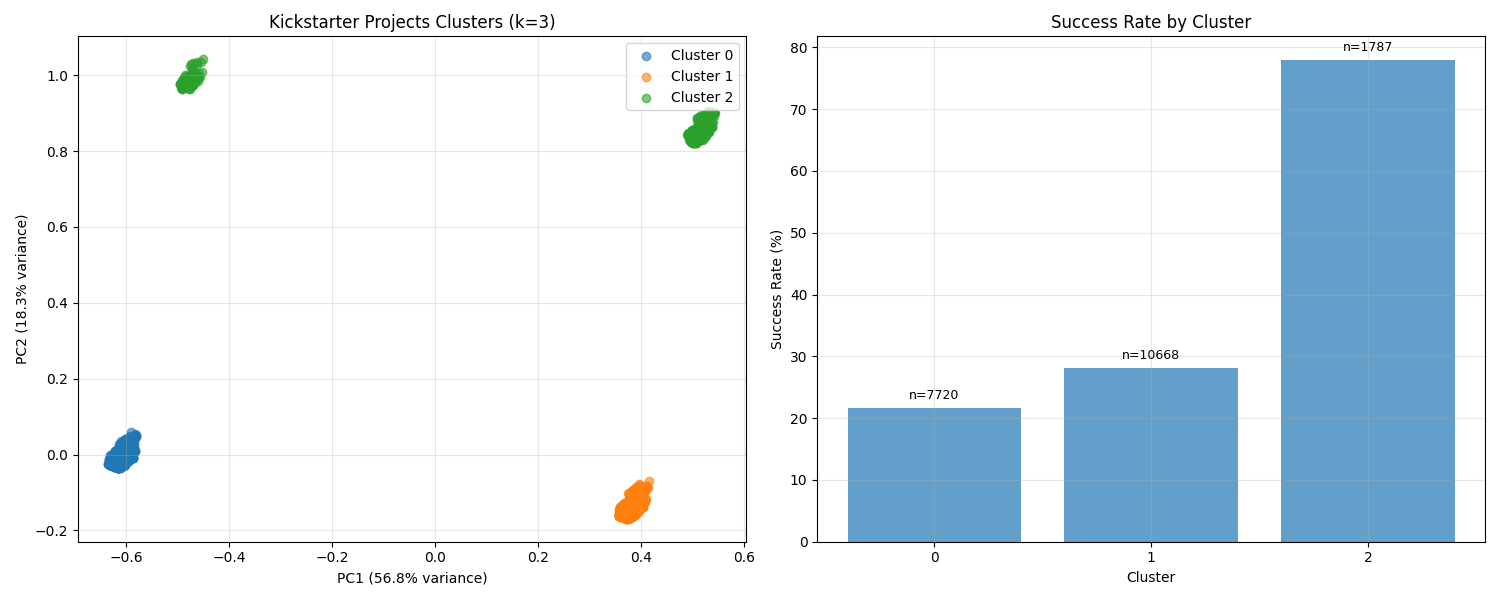 Kickstarter Projects Clusters (k=3)
Cluster 0
Cluster 1
Cluster 2
1.0
0.8
0.6
0.4
0.2
0.0
−0.2
PC2 (18.3% variance)
−0.6
−0.4
−0.2
0.0
0.2
0.4
0.6
PC1 (56.8% variance)
Success Rate by Cluster
80
70
60
50
40
30
20
10
0
Success Rate (%)
n=7720
n=10668
n=1787
0
1
2
Cluster